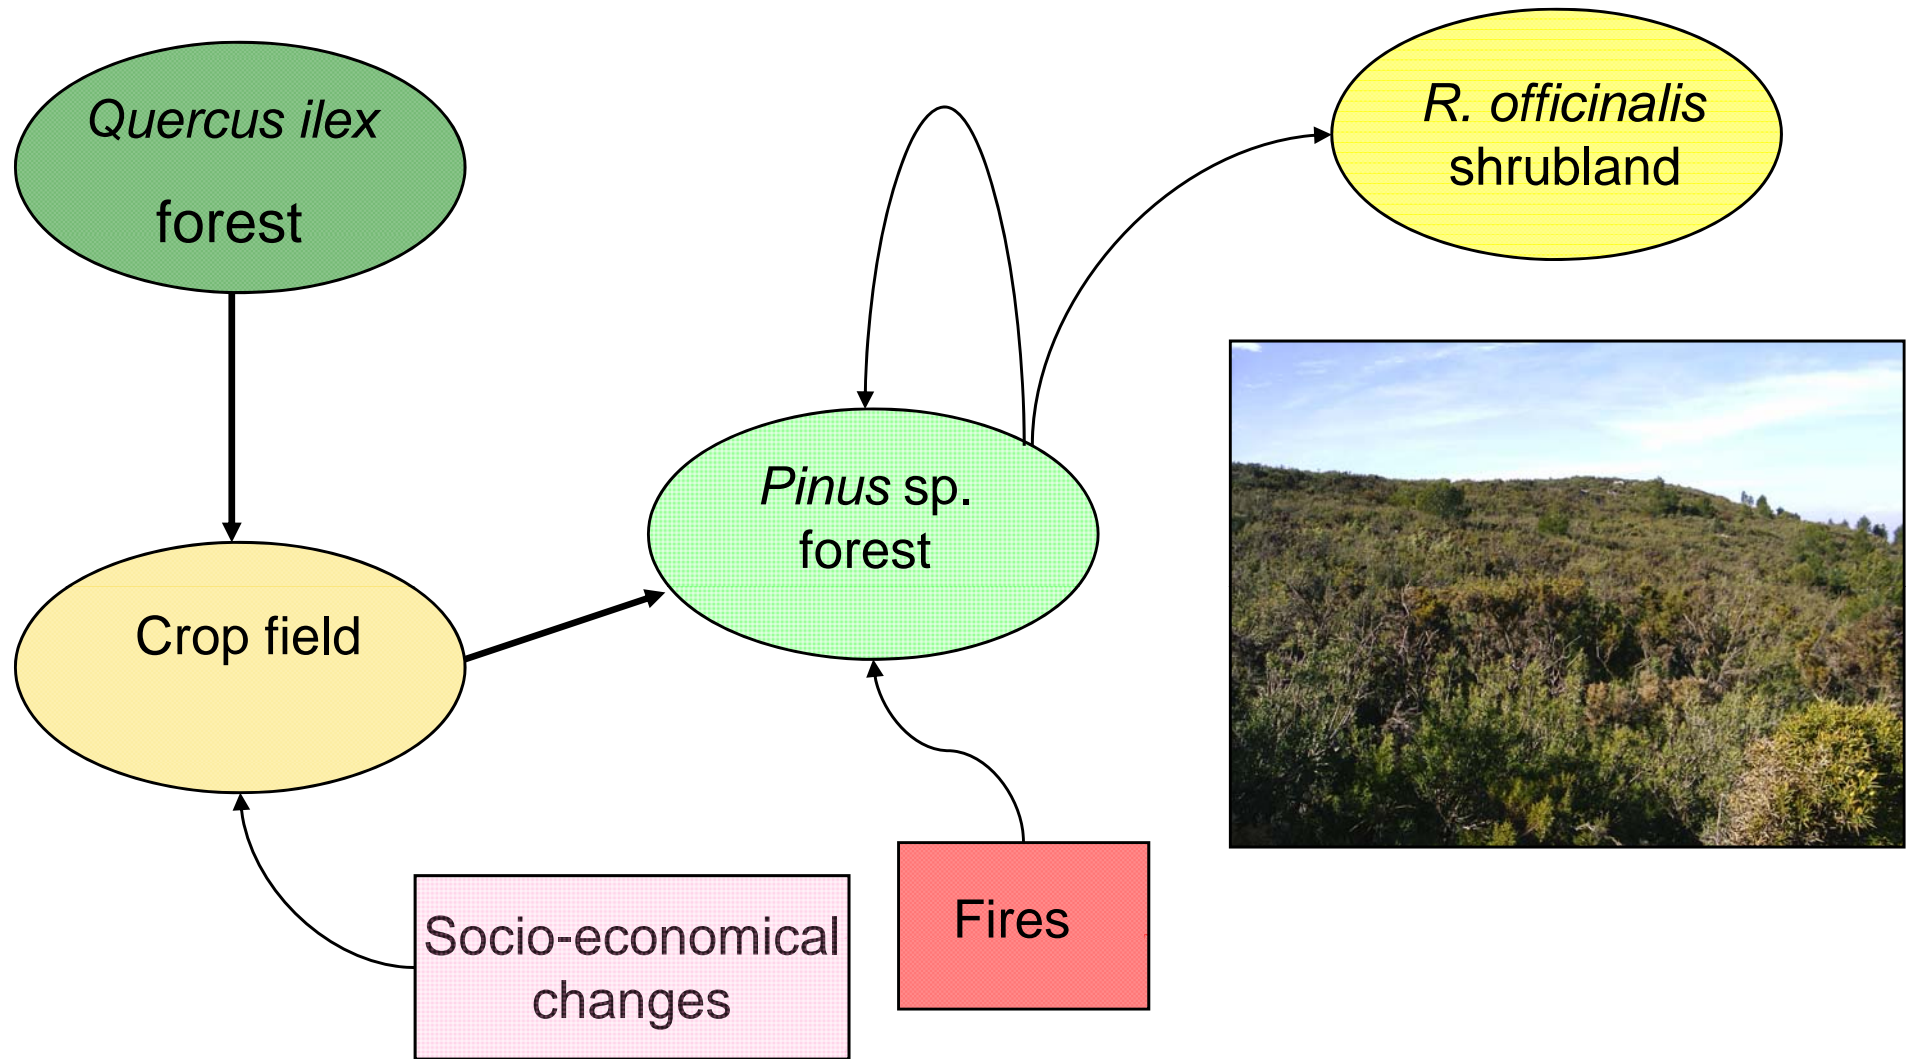 Quercus ilex
forest
R. officinalis
shrubland
Pinus sp.
forest
Crop field
Socio-economical
changes
Fires